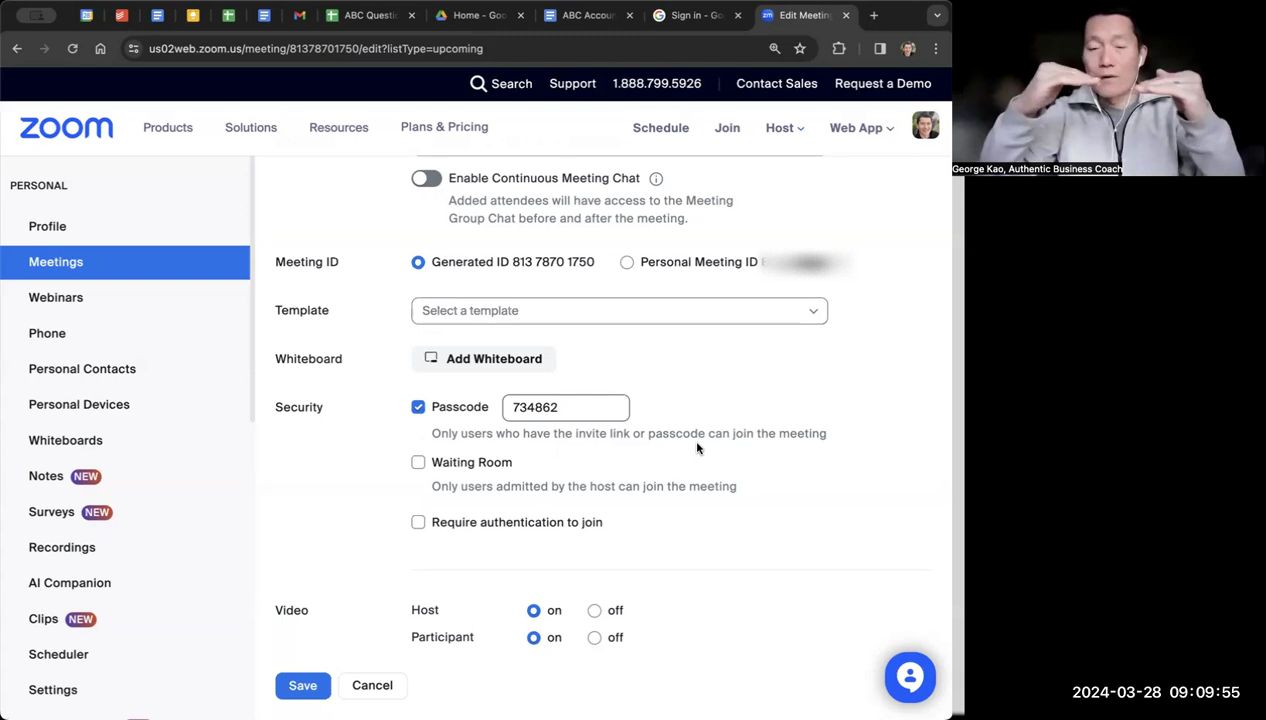 ABC Questi
Home - Goo
ABC Accour
Sign in - Go
zm
Edit Meetin
us02web.zoom.us/meeting/81378701750/edit?listType=upcoming
Search
Support
1.888.799.5926
Contact Sales
Request a Demo
zoom
Products
Solutions
Resources
Plans & Pricing
Schedule
Join
Host
Web App
George Kao, Authentic Business Coach
PERSONAL
Profile
Meetings
Webinars
Phone
Personal Contacts
Personal Devices
Whiteboards
Notes NEW
Surveys NEW
Recordings
AI Companion
Clips NEW
Scheduler
Settings
Enable Continuous Meeting Chat
Added attendees will have access to the Meeting
Group Chat before and after the meeting.
Meeting ID
Generated ID 813 7870 1750
Personal Meeting ID
Template
Select a template
Whiteboard
Add Whiteboard
Security
Passcode
734862
Only users who have the invite link or passcode can join the meeting
Waiting Room
Only users admitted by the host can join the meeting
Require authentication to join
Video
Host
on
off
Participant
on
off
Save
Cancel
2024-03-28 09:09:55